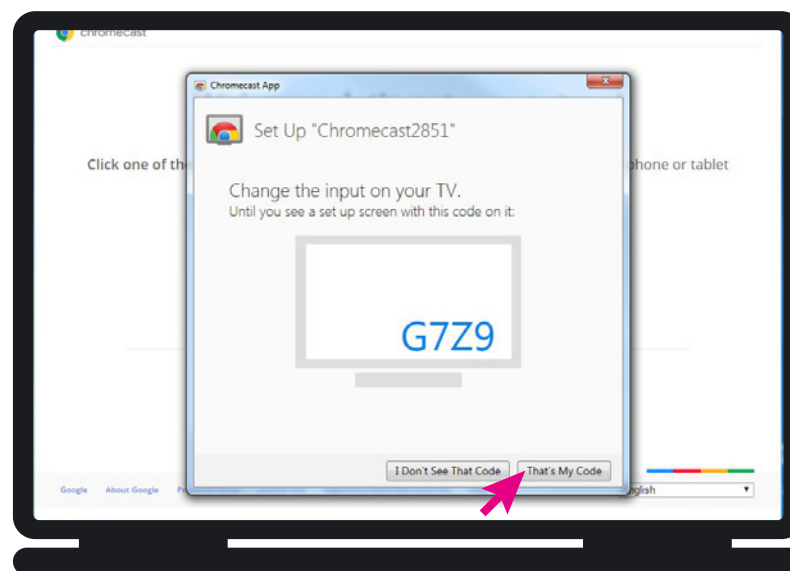 chromecast
Chromecast App
x
Set Up "Chromecast2851"
Click one of th
phone or tablet
Change the input on your TV.
Until you see a set up screen with this code on it:
G7Z9
I Don't See That Code
That's My Code
Google About Google
nglish